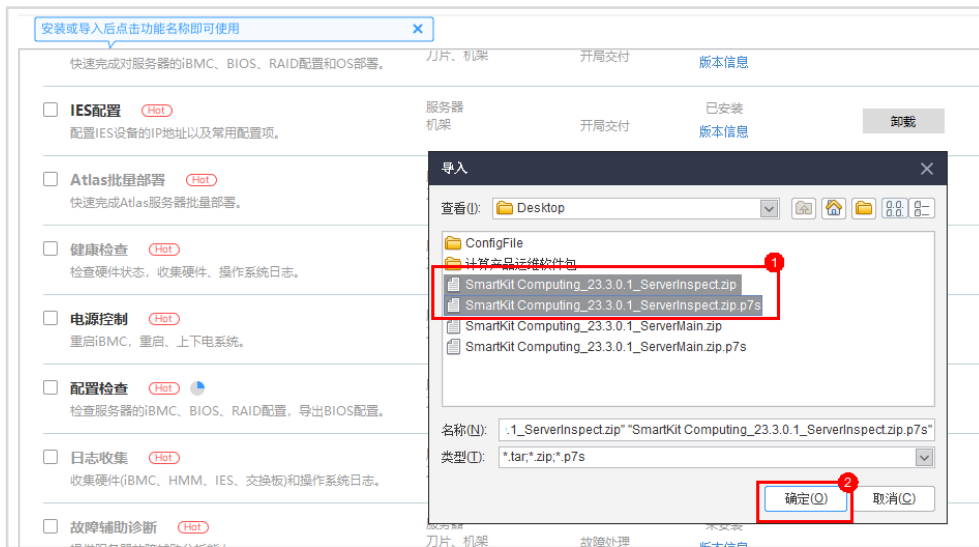 安装或导入后点击功能名称即可使用
快速完成对服务器的iBMC、BIOS、RAID配置和OS部署。
刀片、机架
开局交付
版本信息
IES配置 Hot
配置IES设备的IP地址以及常用配置项。
服务器
机架
开局交付
已安装
版本信息
卸载
Atlas批量部署 Hot
快速完成Atlas服务器批量部署。
健康检查 Hot
检查硬件状态，收集硬件、操作系统日志。
电源控制 Hot
重启iBMC，重启、上下电系统。
配置检查 Hot
检查服务器的iBMC、BIOS、RAID配置，导出BIOS配置。
日志收集 Hot
收集硬件(iBMC、HMM、IES、交换板)和操作系统日志。
故障辅助诊断 Hot
刀片、机架
故障处理
版本信息
导入
查看(I): Desktop
ConfigFile
计算产品运维软件包
1
SmartKit Computing_23.3.0.1_ServerInspect.zip
SmartKit Computing_23.3.0.1_ServerInspect.zip.p7s
SmartKit Computing_23.3.0.1_ServerMain.zip
SmartKit Computing_23.3.0.1_ServerMain.zip.p7s
名称(N): .1_ServerInspect.zip" "SmartKit Computing_23.3.0.1_ServerInspect.zip.p7s"
类型(T): *.tar;*.zip;*.p7s
2
确定(O)
取消(C)